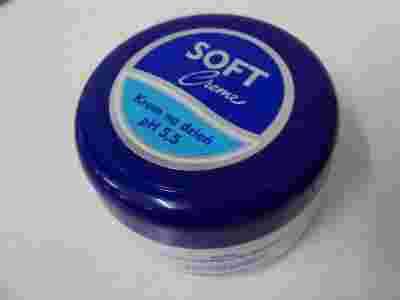 SOFT
Creme
Krem na dzień
pH 5,5